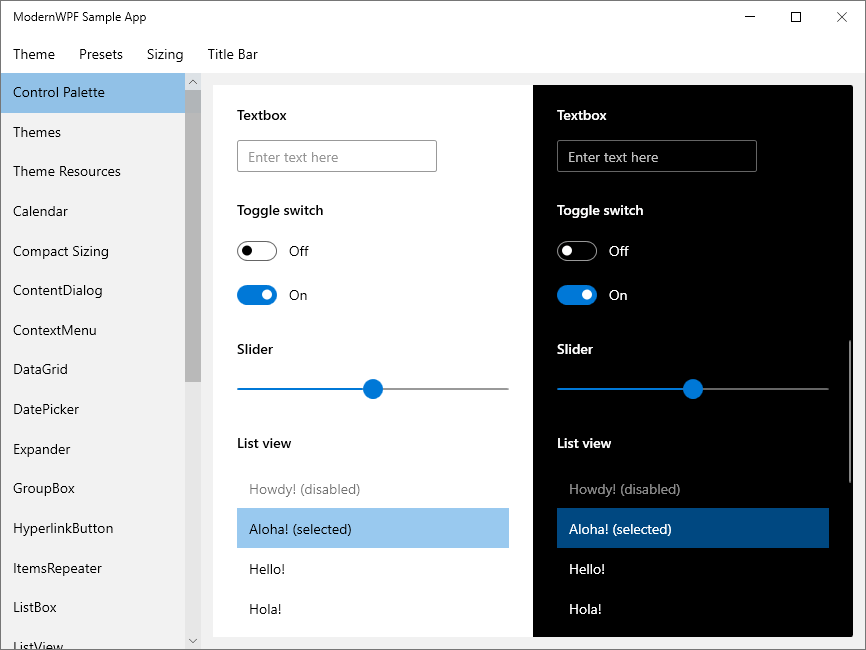 ModernWPF Sample App
Theme Presets Sizing Title Bar
Control Palette
Themes
Theme Resources
Calendar
Compact Sizing
ContentDialog
ContextMenu
DataGrid
DatePicker
Expander
GroupBox
HyperlinkButton
ItemsRepeater
ListBox
ListView
Textbox
Enter text here
Toggle switch
Off
On
Slider
List view
Howdy! (disabled)
Aloha! (selected)
Hello!
Hola!
Textbox
Enter text here
Toggle switch
Off
On
Slider
List view
Howdy! (disabled)
Aloha! (selected)
Hello!
Hola!